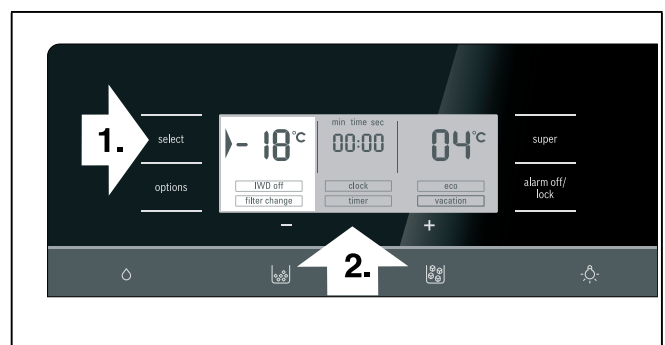 1.
select
options
-18°C
IWD off
filter change
min time sec
00:00
clock
timer
04°C
eco
vacation
super
alarm off/
lock
−
+
2.